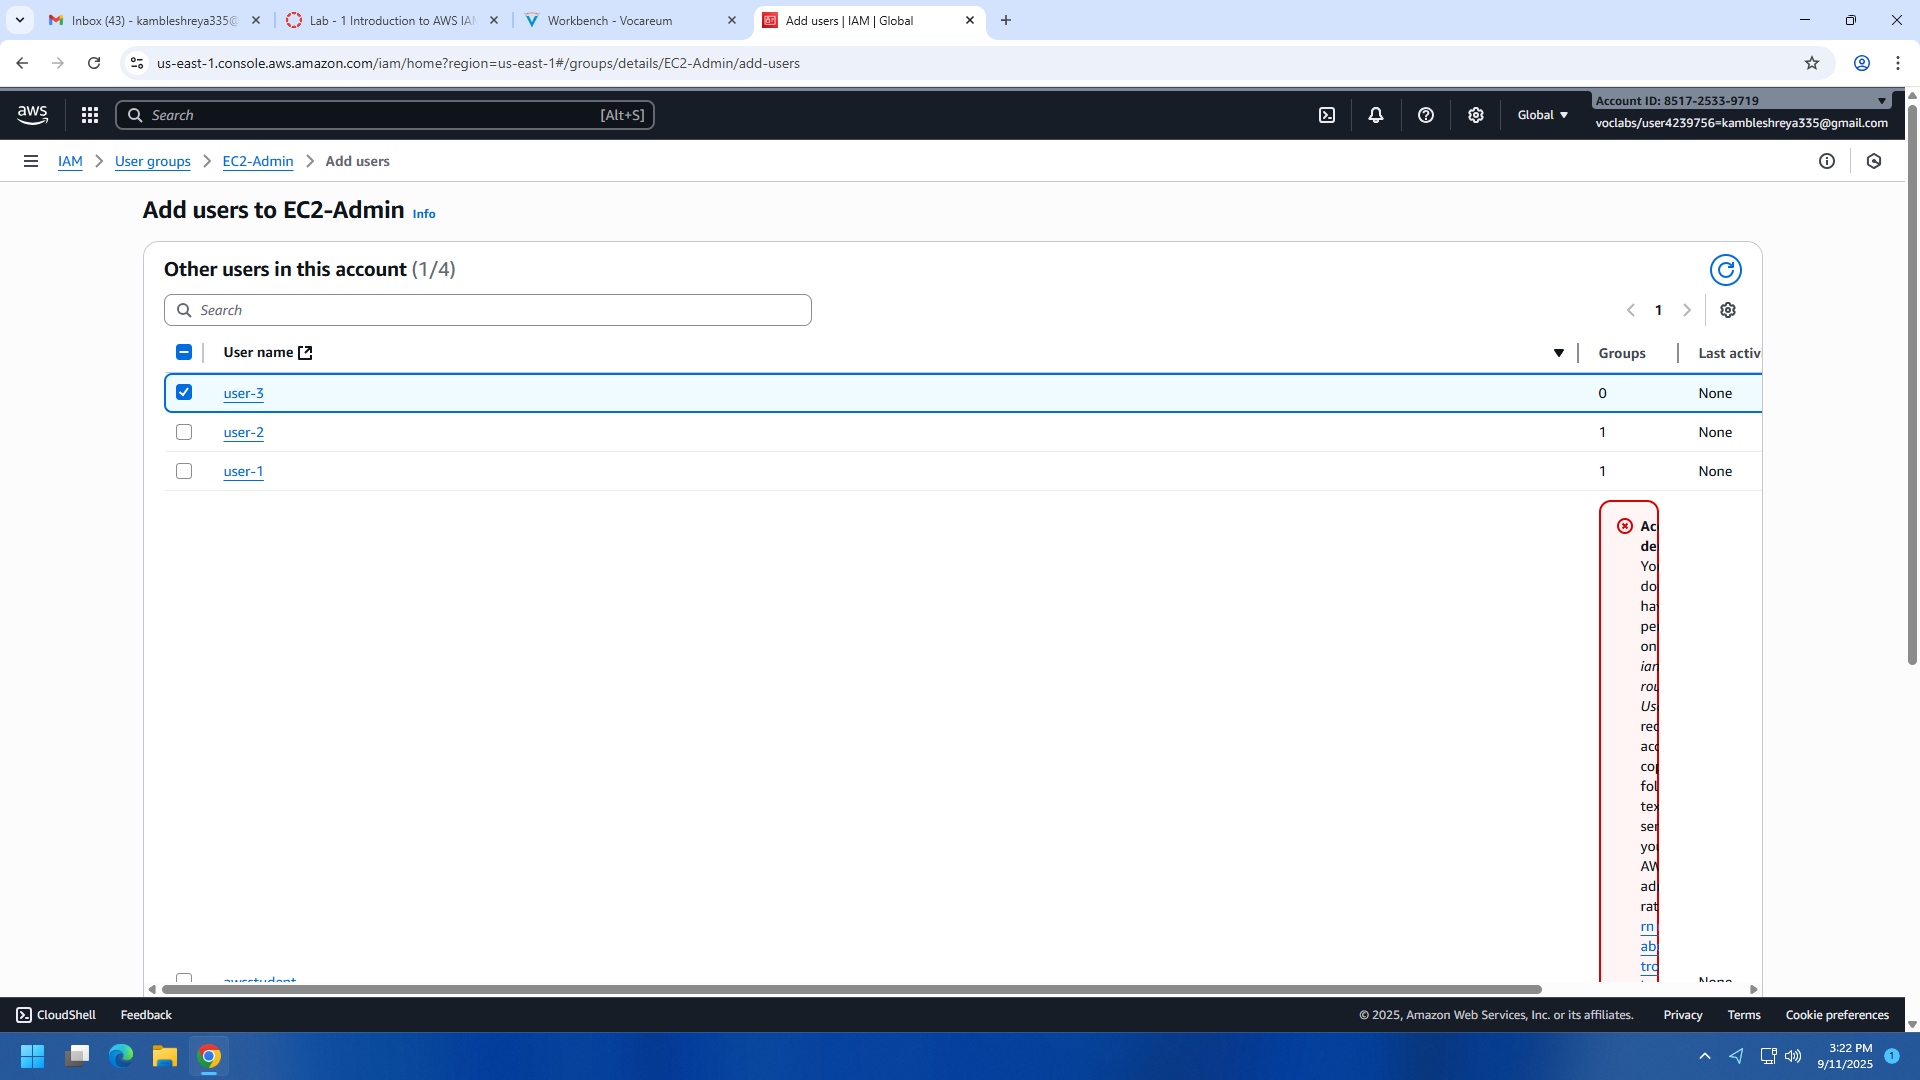 Inbox (43) - kambleshreya335@
Lab - 1 Introduction to AWS IAM
Workbench - Vocareum
Add users | IAM | Global
us-east-1.console.aws.amazon.com/iam/home?region=us-east-1#/groups/details/EC2-Admin/add-users
aws
Search
[Alt+S]
Global
Account ID: 8517-2533-9719
voclabs/user4239756=kambleshreya335@gmail.com
IAM
User groups
EC2-Admin
Add users
Add users to EC2-Admin Info
Other users in this account (1/4)
Search
1
User name
Groups
Last activ
user-3
0
None
user-2
1
None
user-1
1
None
Ac
de
Yo
do
ha
pe
on
ian
rou
Us
rec
acc
cop
fol
tex
ser
you
AW
ad
rat
rn
ab
tro
awsstudent
None
CloudShell
Feedback
© 2025, Amazon Web Services, Inc. or its affiliates.
Privacy
Terms
Cookie preferences
3:22 PM
9/11/2025
1